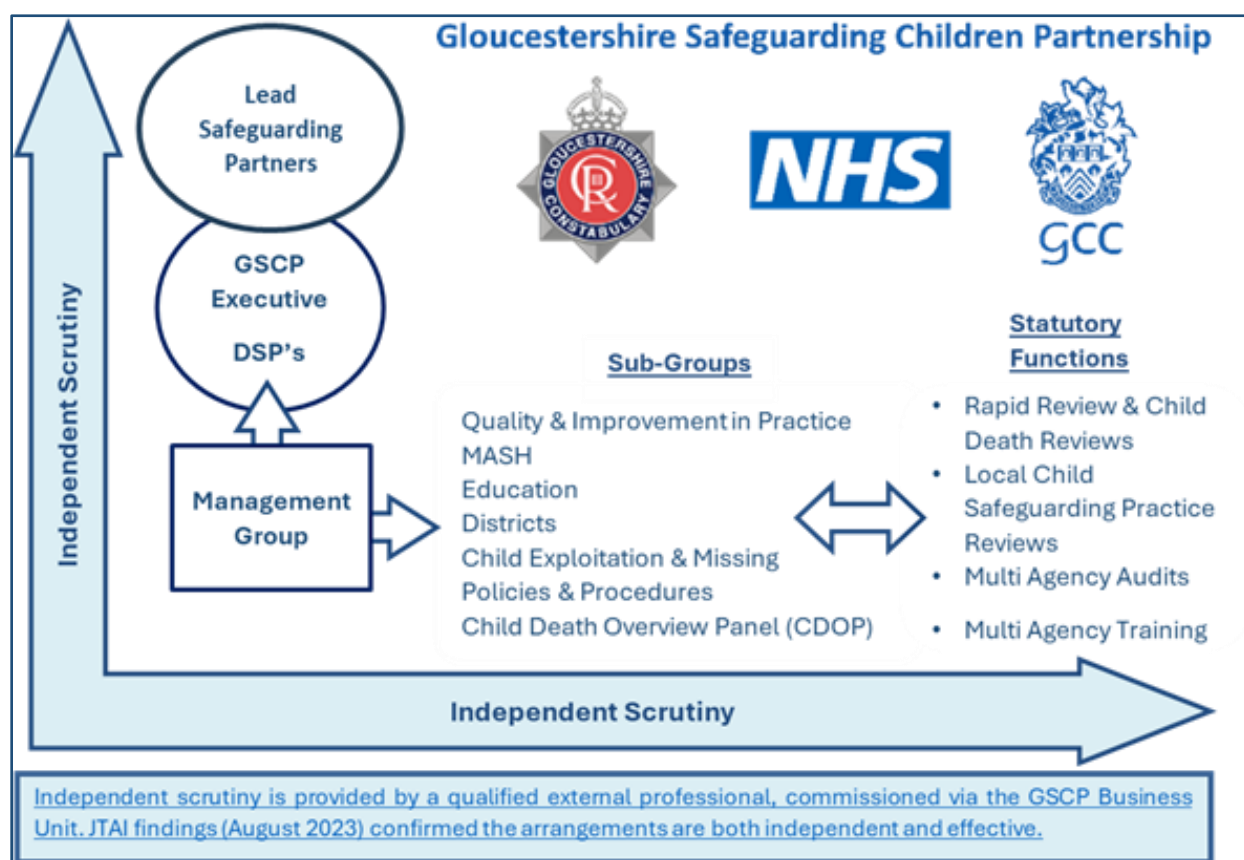 Gloucestershire Safeguarding Children Partnership
Lead
Safeguarding
Partners
GLOUCESTERSHIRE
CONSTABULARY
CR
III
NHS
GCC
GSCP
Executive
DSP's
Independent Scrutiny
Management
Group
Sub-Groups
Quality & Improvement in Practice
MASH
Education
Districts
Child Exploitation & Missing
Policies & Procedures
Child Death Overview Panel (CDOP)
Statutory
Functions
• Rapid Review & Child
Death Reviews
• Local Child
Safeguarding Practice
Reviews
• Multi Agency Audits
• Multi Agency Training
Independent Scrutiny
Independent scrutiny is provided by a qualified external professional, commissioned via the GSCP Business
Unit. JTAI findings (August 2023) confirmed the arrangements are both independent and effective.